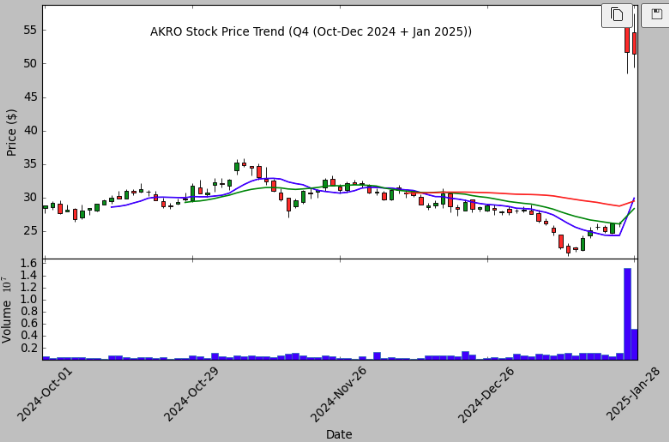 AKRO Stock Price Trend (Q4 (Oct-Dec 2024 + Jan 2025))
Price ($)
55
50
45
40
35
30
25
Volume 10^7
1.6
1.4
1.2
1.0
0.8
0.6
0.4
0.2
2024-Oct-01
2024-Oct-29
2024-Nov-26
2024-Dec-26
2025-Jan-28
Date